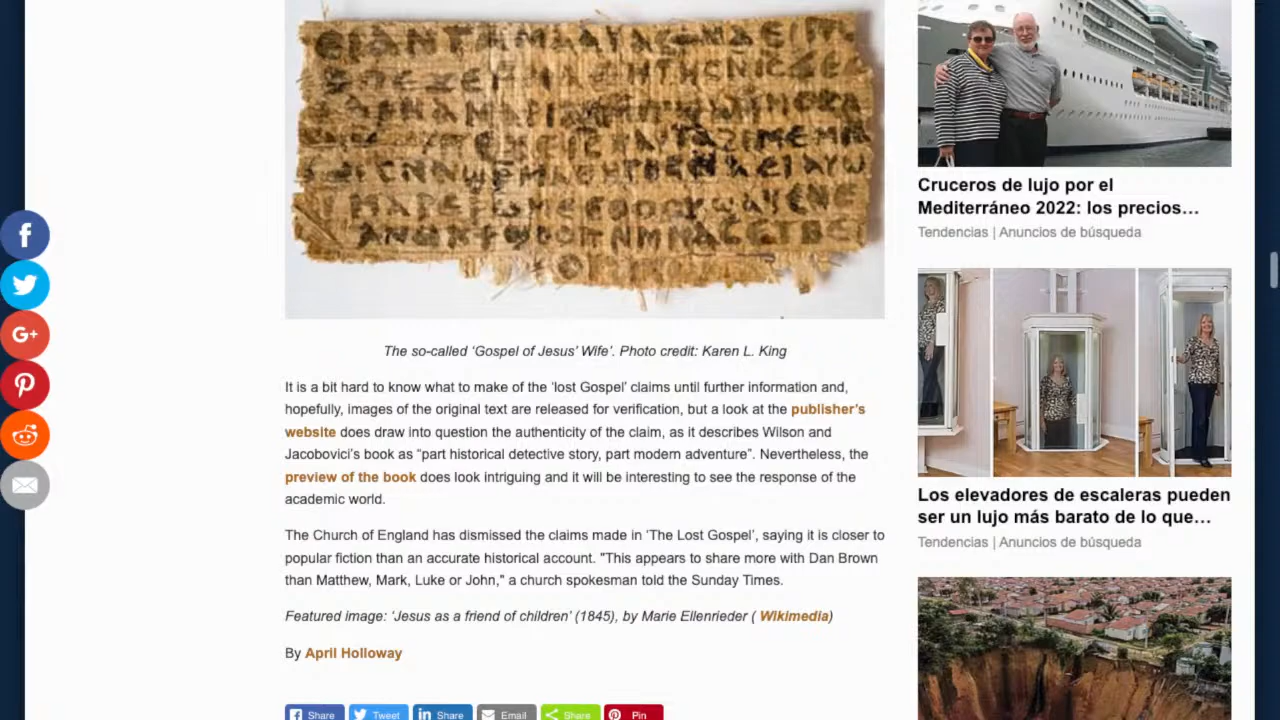 The so-called ‘Gospel of Jesus’ Wife’. Photo credit: Karen L. King
It is a bit hard to know what to make of the ‘lost Gospel’ claims until further information and,
hopefully, images of the original text are released for verification, but a look at the publisher’s
website does draw into question the authenticity of the claim, as it describes Wilson and
Jacobovici’s book as “part historical detective story, part modern adventure”. Nevertheless, the
preview of the book does look intriguing and it will be interesting to see the response of the
academic world.
The Church of England has dismissed the claims made in ‘The Lost Gospel’, saying it is closer to
popular fiction than an accurate historical account. "This appears to share more with Dan Brown
than Matthew, Mark, Luke or John," a church spokesman told the Sunday Times.
Featured image: ‘Jesus as a friend of children’ (1845), by Marie Ellenrieder ( Wikimedia)
By April Holloway
Share Tweet Share Email Share Pin
Cruceros de lujo por el
Mediterráneo 2022: los precios…
Tendencias | Anuncios de búsqueda
Los elevadores de escaleras pueden
ser un lujo más barato de lo que…
Tendencias | Anuncios de búsqueda